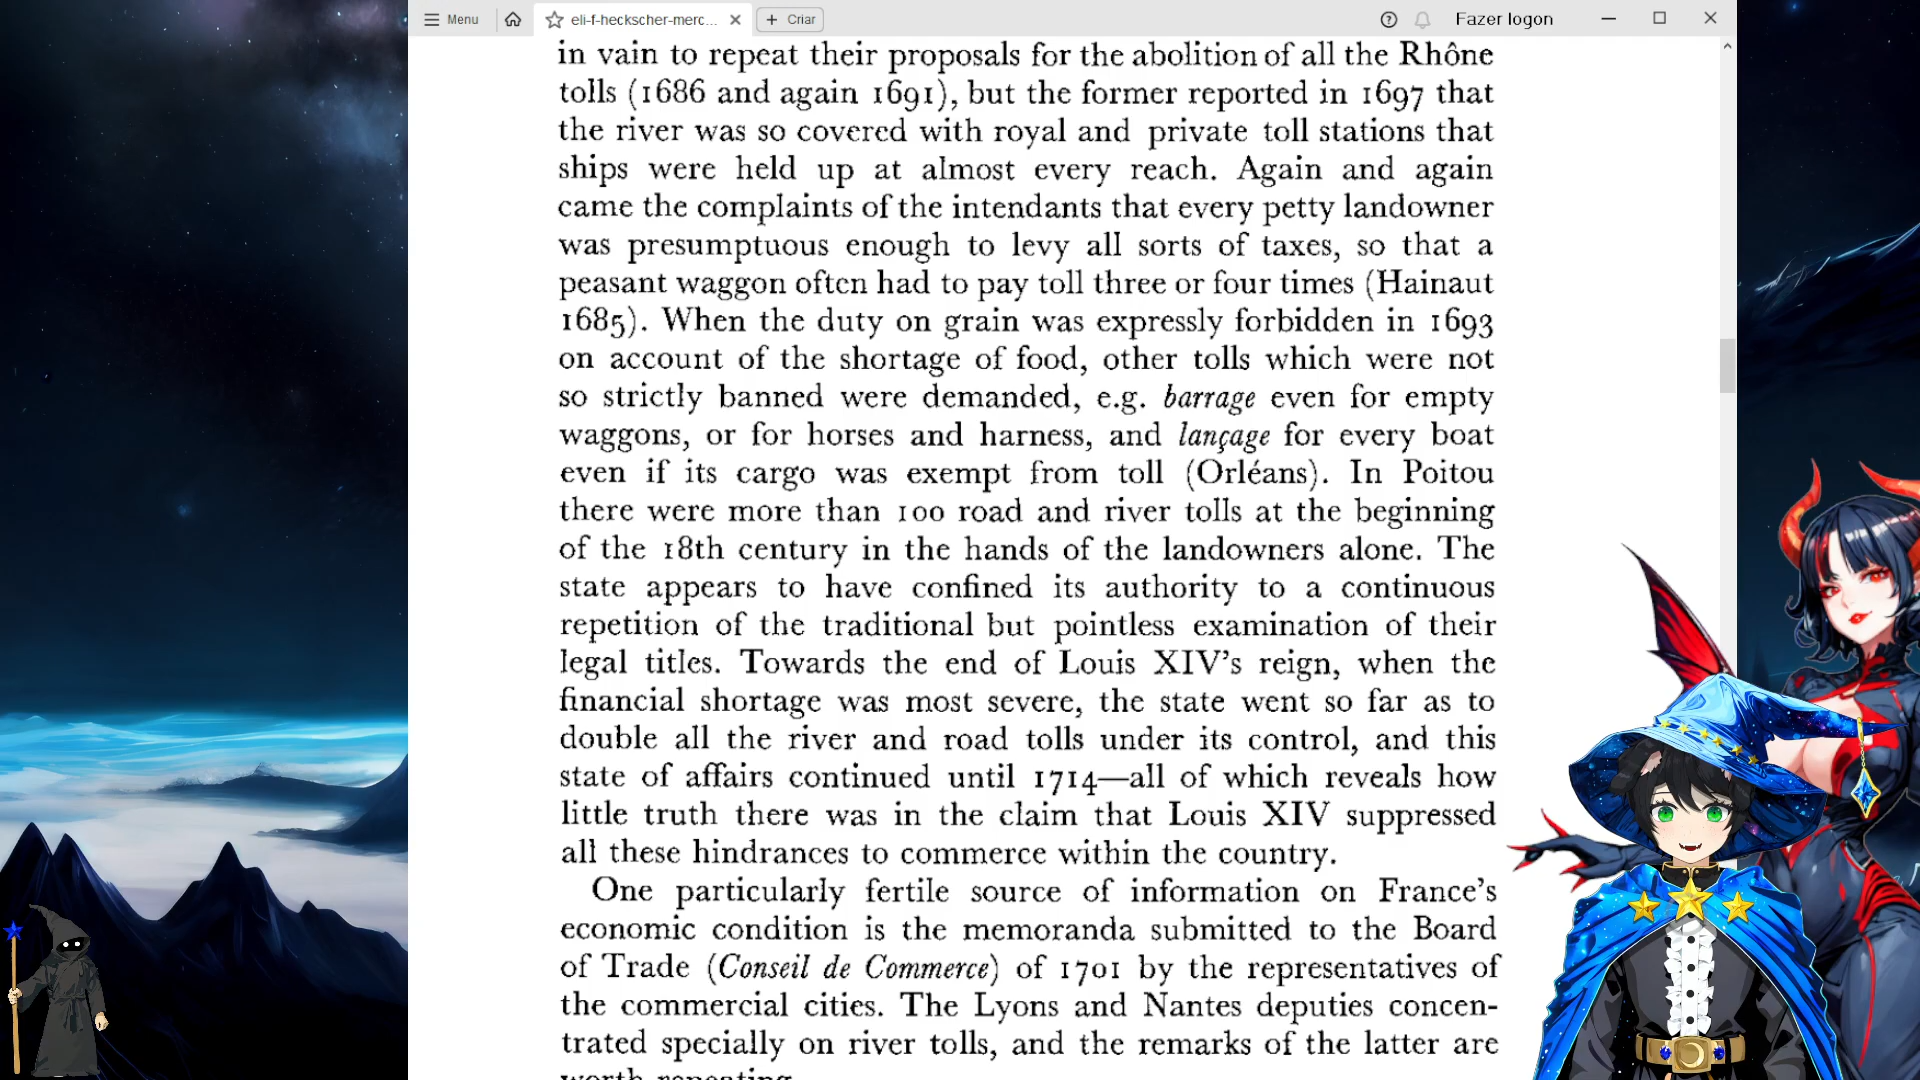 Menu
eli-f-heckscher-merc...
Criar
Fazer logon
in vain to repeat their proposals for the abolition of all the Rhône
tolls (1686 and again 1691), but the former reported in 1697 that
the river was so covered with royal and private toll stations that
ships were held up at almost every reach. Again and again
came the complaints of the intendants that every petty landowner
was presumptuous enough to levy all sorts of taxes, so that a
peasant waggon often had to pay toll three or four times (Hainaut
1685). When the duty on grain was expressly forbidden in 1693
on account of the shortage of food, other tolls which were not
so strictly banned were demanded, e.g. barrage even for empty
waggons, or for horses and harness, and lançage for every boat
even if its cargo was exempt from toll (Orléans). In Poitou
there were more than 100 road and river tolls at the beginning
of the 18th century in the hands of the landowners alone. The
state appears to have confined its authority to a continuous
repetition of the traditional but pointless examination of their
legal titles. Towards the end of Louis XIV's reign, when the
financial shortage was most severe, the state went so far as to
double all the river and road tolls under its control, and this
state of affairs continued until 1714—all of which reveals how
little truth there was in the claim that Louis XIV suppressed
all these hindrances to commerce within the country.
One particularly fertile source of information on France's
economic condition is the memoranda submitted to the Board
of Trade (Conseil de Commerce) of 1701 by the representatives of
the commercial cities. The Lyons and Nantes deputies concen-
trated specially on river tolls, and the remarks of the latter are
worth repeating